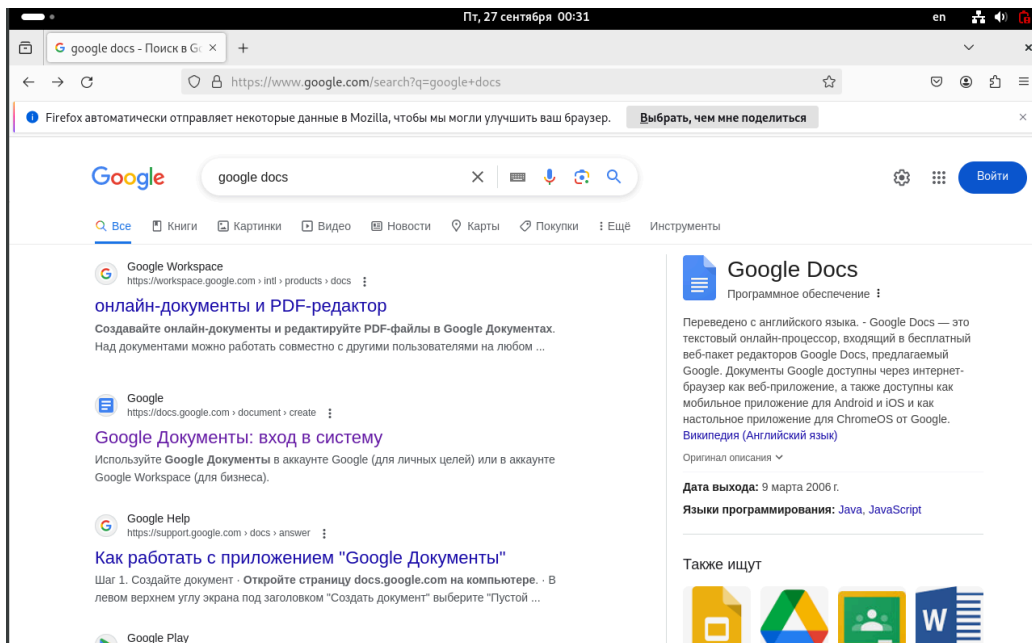 Пт, 27 сентября 00:31
en
google docs - Поиск в Go
https://www.google.com/search?q=google+docs
Firefox автоматически отправляет некоторые данные в Mozilla, чтобы мы могли улучшить ваш браузер.
Выбрать, чем мне поделиться
Google
google docs
Войти
Все Книги Картинки Видео Новости Карты Покупки Ещё Инструменты
Google Workspace
https://workspace.google.com › intl › products › docs
онлайн-документы и PDF-редактор
Создавайте онлайн-документы и редактируйте PDF-файлы в Google Документах.
Над документами можно работать совместно с другими пользователями на любом ...
Google
https://docs.google.com › document › create
Google Документы: вход в систему
Используйте Google Документы в аккаунте Google (для личных целей) или в аккаунте
Google Workspace (для бизнеса).
Google Help
https://support.google.com › docs › answer
Как работать с приложением "Google Документы"
Шаг 1. Создайте документ · Откройте страницу docs.google.com на компьютере. · В
левом верхнем углу экрана под заголовком "Создать документ" выберите "Пустой ...
Google Play
Google Docs
Программное обеспечение
Переведено с английского языка. - Google Docs — это
текстовый онлайн-процессор, входящий в бесплатный
веб-пакет редакторов Google Docs, предлагаемый
Google. Документы Google доступны через интернет-
браузер как веб-приложение, а также доступны как
мобильное приложение для Android и iOS и как
настольное приложение для ChromeOS от Google.
Википедия (Английский язык)
Оригинал описания
Дата выхода: 9 марта 2006 г.
Языки программирования: Java, JavaScript
Также ищут
W